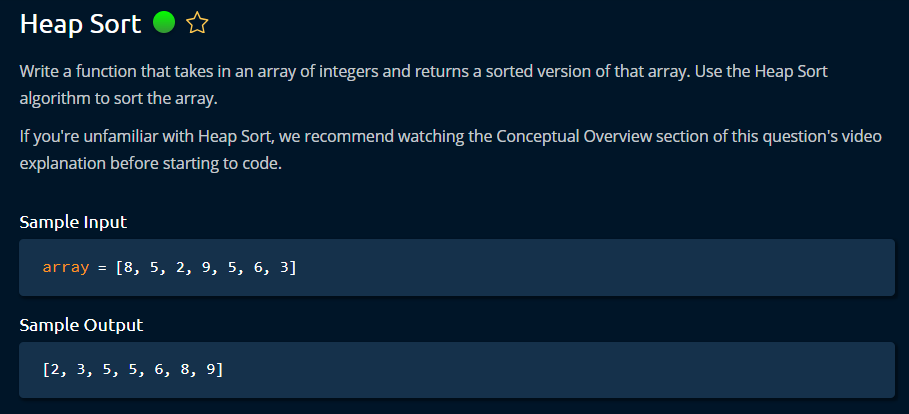 Heap Sort
Write a function that takes in an array of integers and returns a sorted version of that array. Use the Heap Sort
algorithm to sort the array.
If you're unfamiliar with Heap Sort, we recommend watching the Conceptual Overview section of this question's video
explanation before starting to code.
Sample Input
array = [8, 5, 2, 9, 5, 6, 3]
Sample Output
[2, 3, 5, 5, 6, 8, 9]